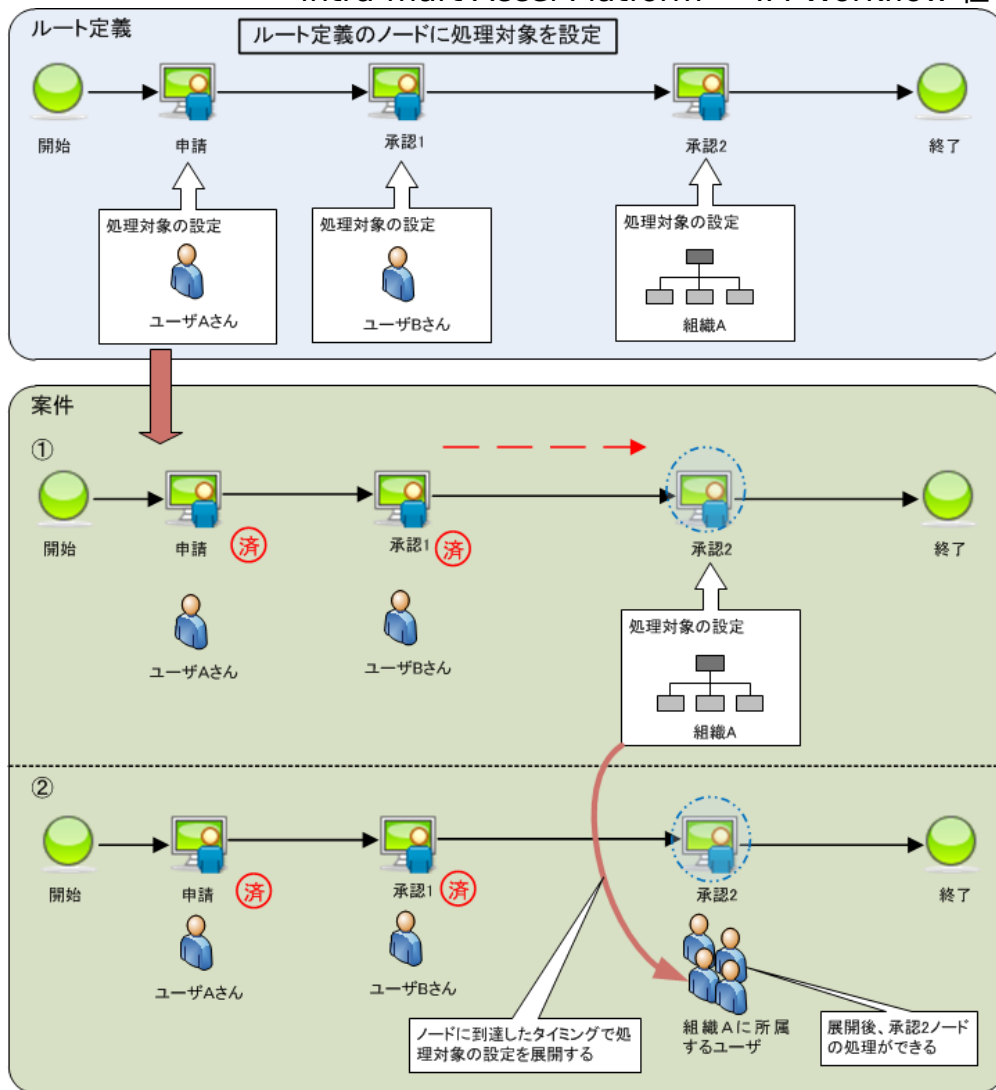 intra-mart Accel Platform — IM-Workflow 仕
ルート定義
ルート定義のノードに処理対象を設定
開始
申請
承認1
承認2
終了
処理対象の設定
ユーザAさん
処理対象の設定
ユーザBさん
処理対象の設定
組織A
案件
①
開始
申請
済
承認1
済
承認2
終了
ユーザAさん
ユーザBさん
処理対象の設定
組織A
②
開始
申請
済
承認1
済
承認2
終了
ユーザAさん
ユーザBさん
組織Aに所属
するユーザ
ノードに到達したタイミングで処
理対象の設定を展開する
展開後、承認2ノード
の処理ができる